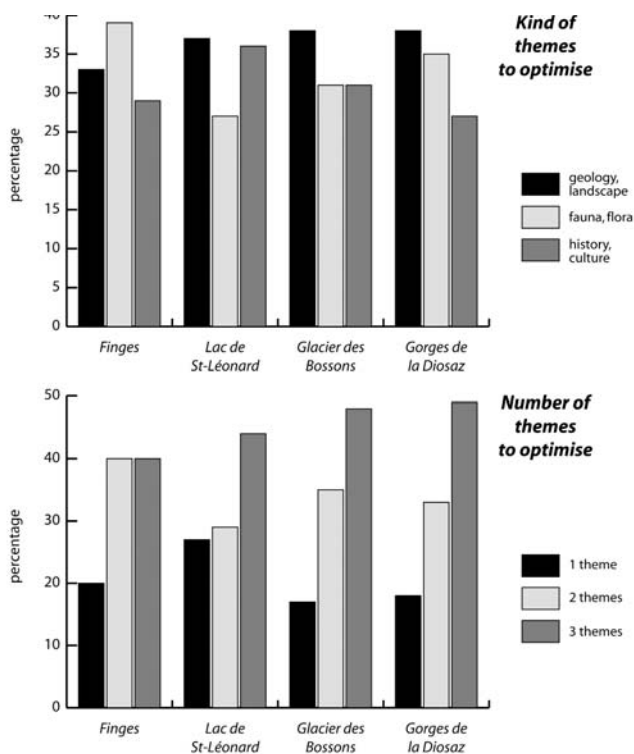 40
Kind of
themes
to optimise
35
30
25
20
15
10
5
0
percentage
geology,
landscape
fauna, flora
history,
culture
Finges
Lac de
St-Léonard
Glacier des
Bossons
Gorges de
la Diosaz
50
Number of
themes
to optimise
40
30
20
10
0
percentage
1 theme
2 themes
3 themes
Finges
Lac de
St-Léonard
Glacier des
Bossons
Gorges de
la Diosaz